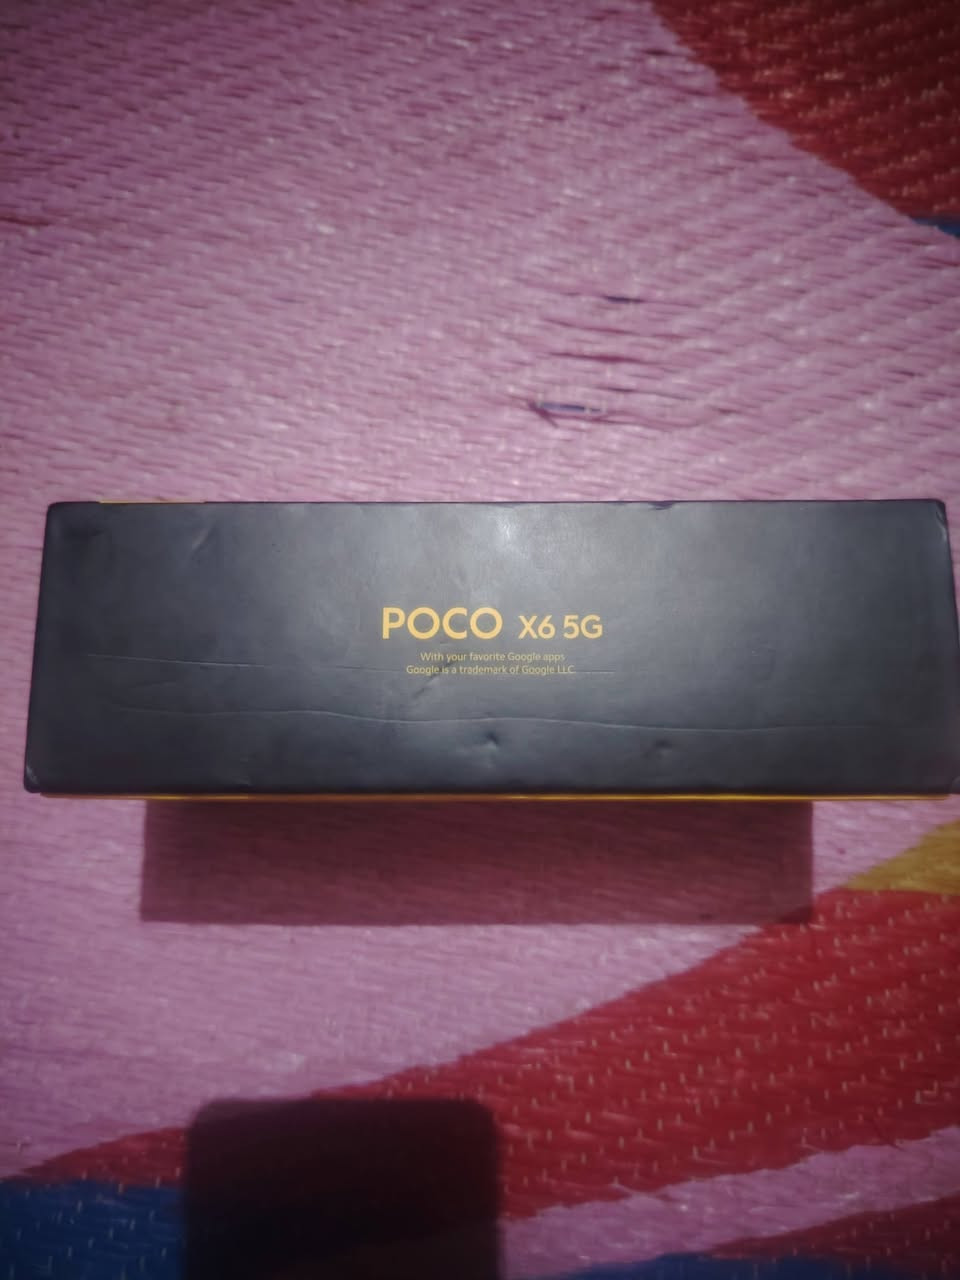 POCO X6 5G
With your favorite Google apps
Google is a trademark of Google LLC.